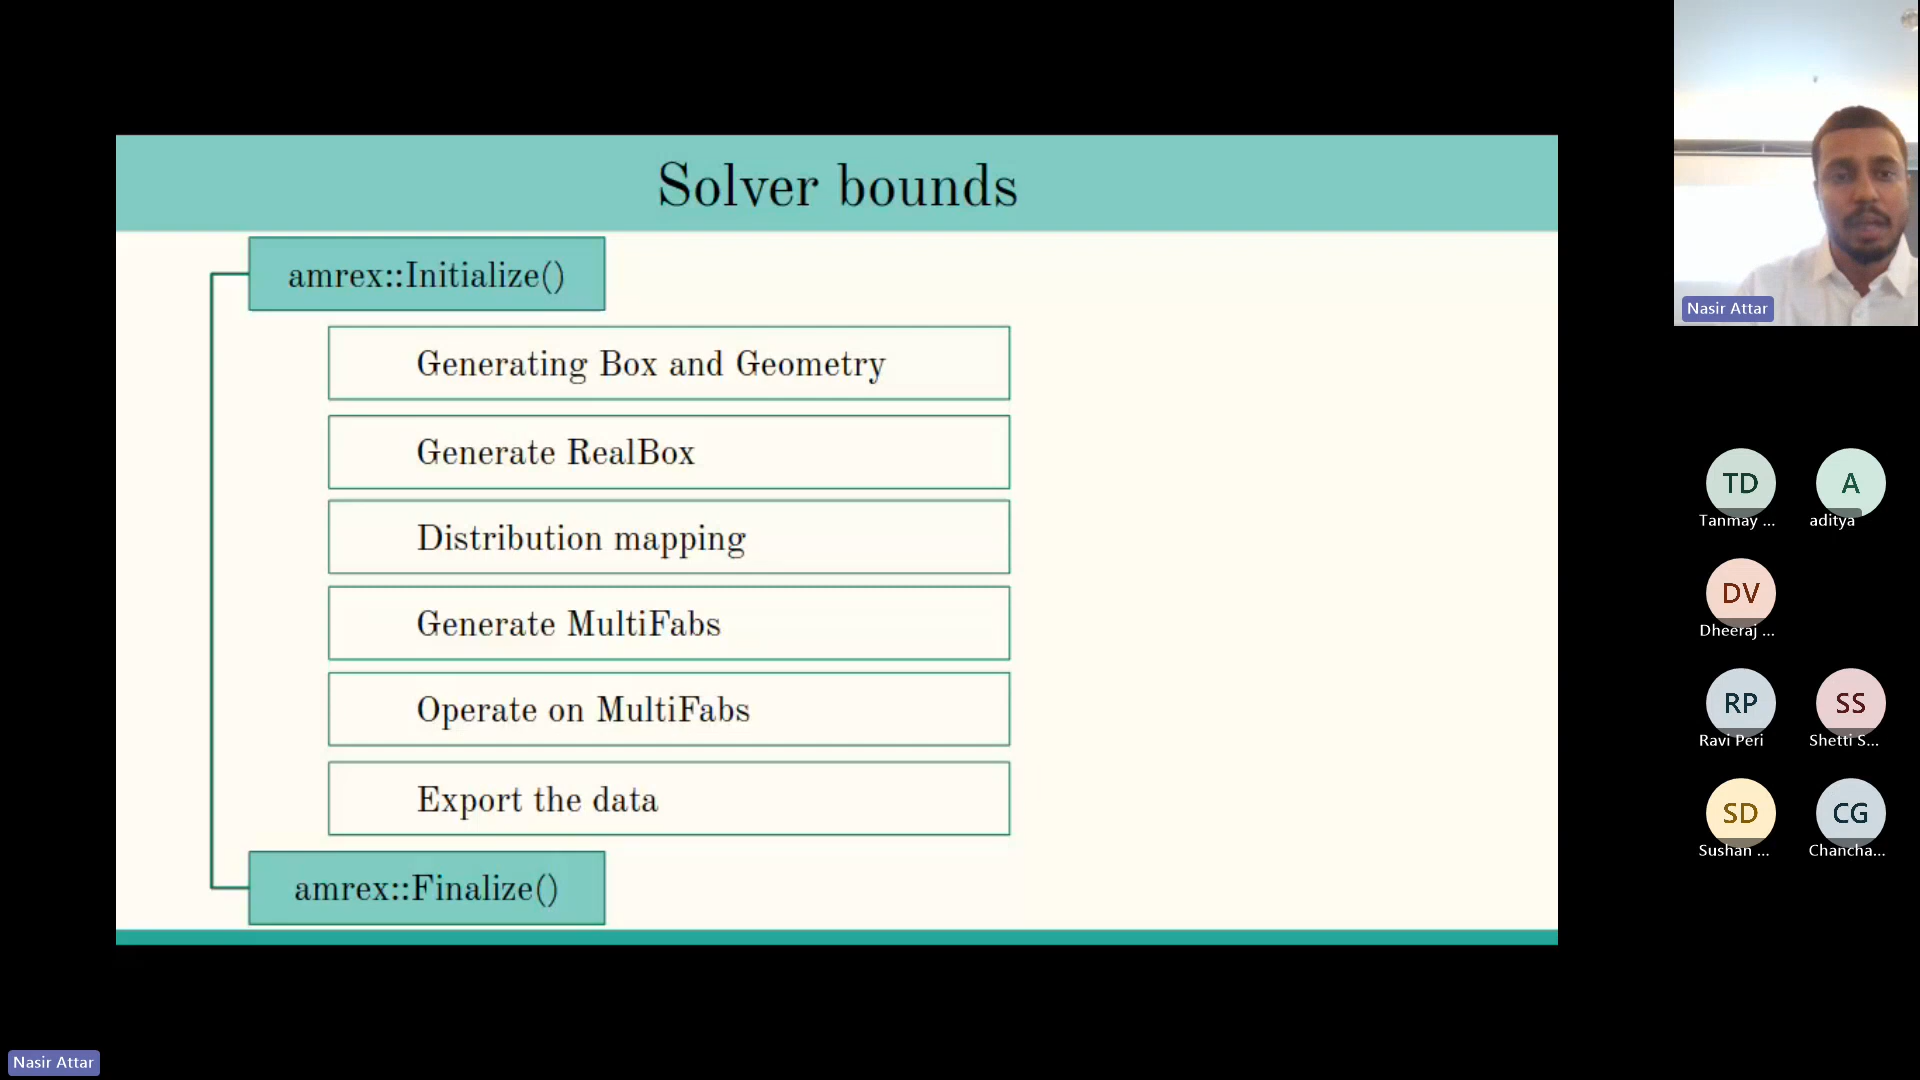 Solver bounds
amrex::Initialize()
Generating Box and Geometry
Generate RealBox
Distribution mapping
Generate MultiFabs
Operate on MultiFabs
Export the data
amrex::Finalize()
Nasir Attar
TD
A
Tanmay ...
aditya
DV
Dheeraj ...
RP
SS
Ravi Peri
Shetti S...
SD
CG
Sushan ...
Chancha...
Nasir Attar